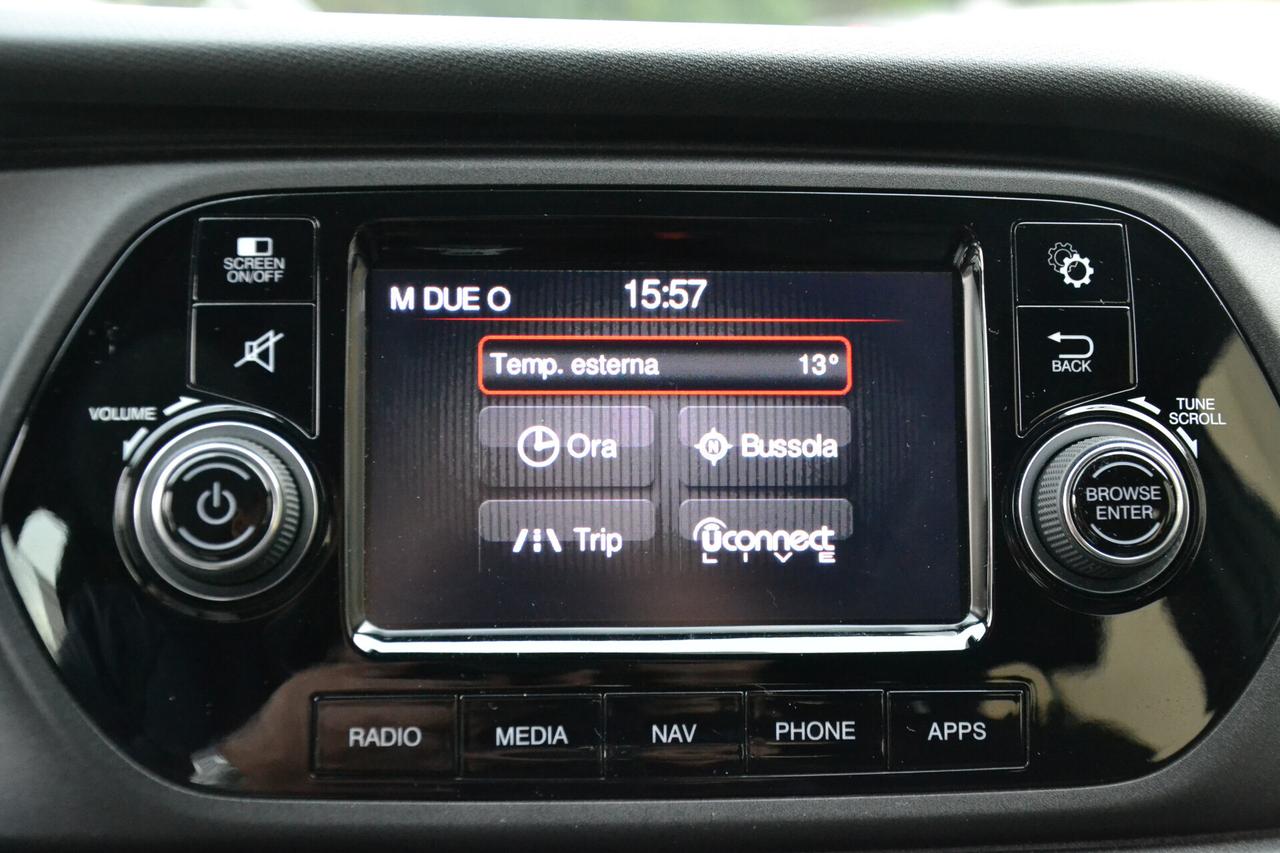 SCREEN
ON/OFF
VOLUME
M DUE O
15:57
Temp. esterna 13°
Ora
Bussola
Trip
Uconnect
LIVE
BACK
TUNE
SCROLL
BROWSE
ENTER
RADIO
MEDIA
NAV
PHONE
APPS